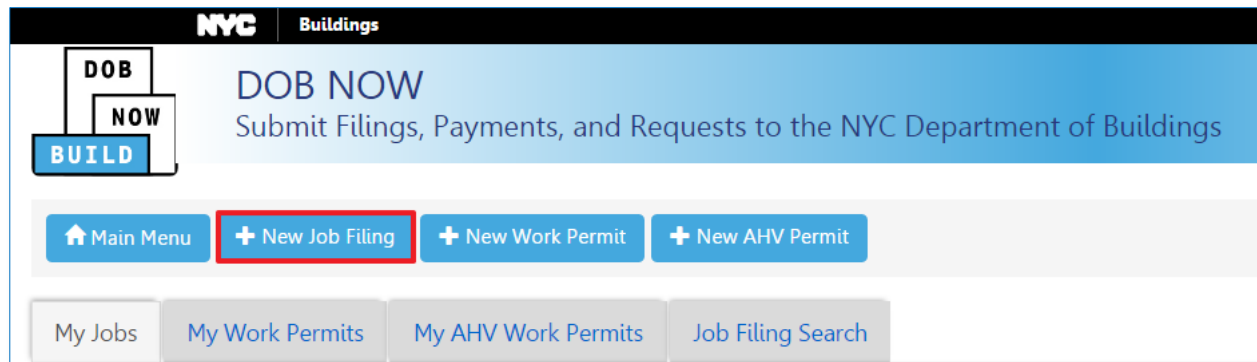 NYC Buildings
DOB
NOW
BUILD
DOB NOW
Submit Filings, Payments, and Requests to the NYC Department of Buildings
Main Menu + New Job Filing + New Work Permit + New AHV Permit
My Jobs My Work Permits My AHV Work Permits Job Filing Search